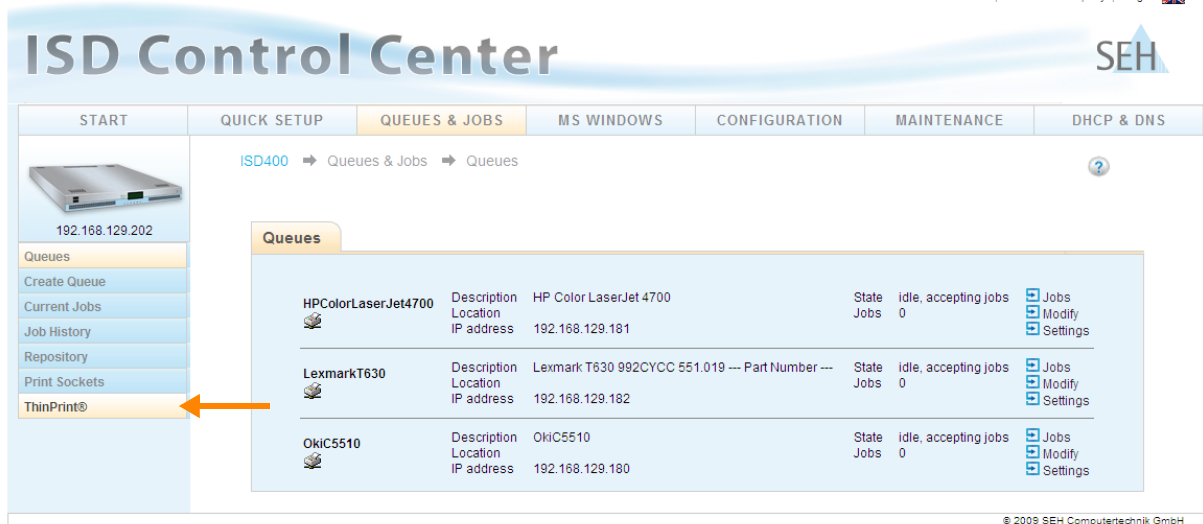 ISD Control Center
SEH
START QUICK SETUP QUEUES & JOBS MS WINDOWS CONFIGURATION MAINTENANCE DHCP & DNS
ISD400 Queues & Jobs Queues
?
192.168.129.202
Queues
Create Queue
Current Jobs
Job History
Repository
Print Sockets
ThinPrint®
Queues
HPColorLaserJet4700 Description HP Color LaserJet 4700 State idle, accepting jobs Jobs
Location Jobs 0 Modify
IP address 192.168.129.181 Settings
LexmarkT630 Description Lexmark T630 992CYCC 551.019 --- Part Number --- State idle, accepting jobs Jobs
Location Jobs 0 Modify
IP address 192.168.129.182 Settings
OkiC5510 Description OkiC5510 State idle, accepting jobs Jobs
Location Jobs 0 Modify
IP address 192.168.129.180 Settings
© 2009 SEH Computertechnik GmbH